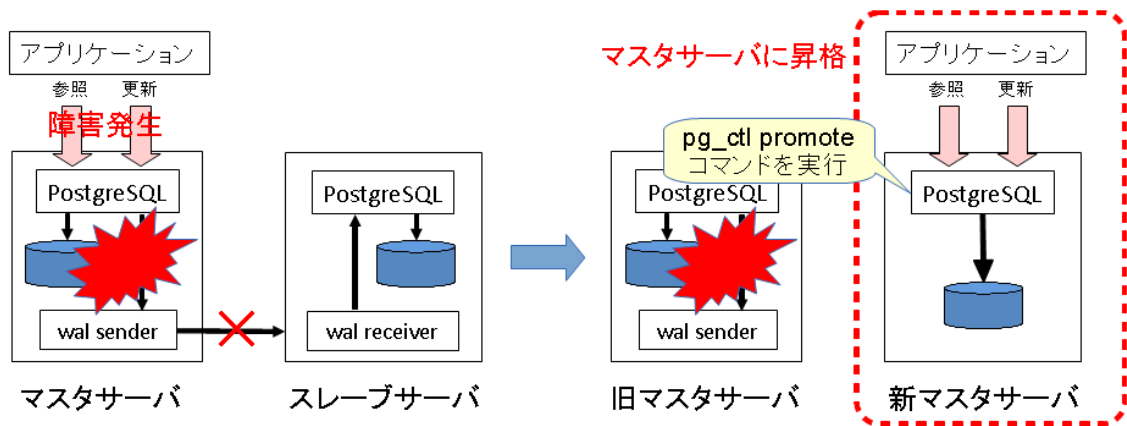 アプリケーション
参照 更新
障害発生
PostgreSQL
wal sender
マスタサーバ
PostgreSQL
wal receiver
スレーブサーバ
マスタサーバに昇格
pg_ctl promote
コマンドを実行
PostgreSQL
wal sender
旧マスタサーバ
アプリケーション
参照 更新
PostgreSQL
新マスタサーバ